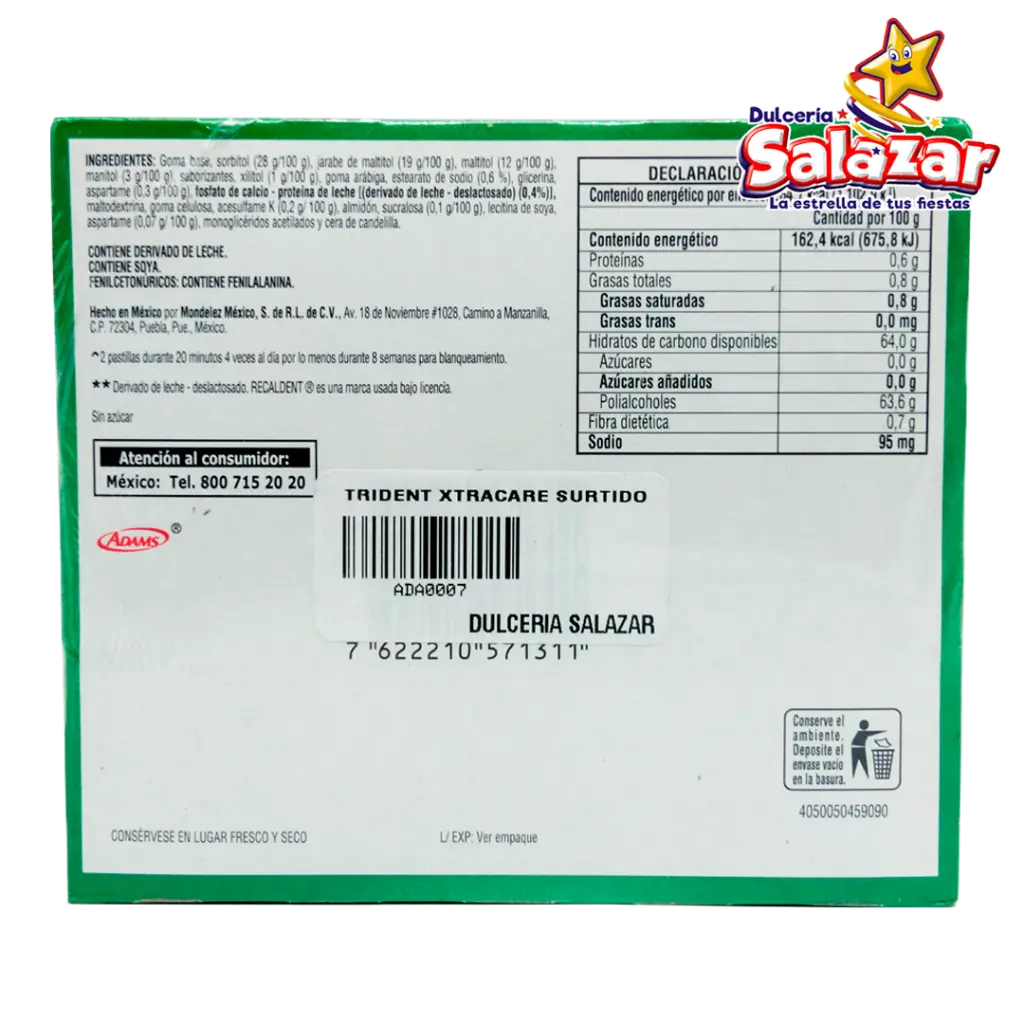 Dulcería
Salazar
La estrella de tus fiestas
INGREDIENTES: Goma base, sorbitol (28 g/100 g), jarabe de maltitol (19 g/100 g), maltitol (12 g/100 g),
manitol (3 g/100 g), saborizantes, xilitol (1 g/100 g), goma arábiga, estearato de sodio (0,6 %), glicerina,
aspartame (0,3 g/100 g), fosfato de calcio - proteína de leche [(derivado de leche - deslactosado) (0,4%)],
maltodextrina, goma celulosa, acesulfame K (0,2 g/ 100 g), almidón, sucralosa (0,1 g/100 g), lecitina de soya,
aspartame (0,07 g/ 100 g), monoglicéridos acetilados y cera de candelilla.
CONTIENE DERIVADO DE LECHE.
CONTIENE SOYA.
FENILCETONÚRICOS: CONTIENE FENILALANINA.
Hecho en México por Mondelez México, S. de R.L. de C.V., Av. 18 de Noviembre #1028, Camino a Manzanilla,
C.P. 72304, Puebla, Pue., México.
^2 pastillas durante 20 minutos 4 veces al día por lo menos durante 8 semanas para blanqueamiento.
** Derivado de leche - deslactosado. RECALDENT ® es una marca usada bajo licencia.
Sin azúcar
Atención al consumidor:
México: Tel. 800 715 20 20
ADAMS ®
DECLARACIÓ
Contenido energético por
Cantidad por 100 g
Contenido energético 162,4 kcal (675,8 kJ)
Proteínas 0,6 g
Grasas totales 0,8 g
Grasas saturadas 0,8 g
Grasas trans 0,0 mg
Hidratos de carbono disponibles 64,0 g
Azúcares 0,0 g
Azúcares añadidos 0,0 g
Polialcoholes 63,6 g
Fibra dietética 0,7 g
Sodio 95 mg
TRIDENT XTRACARE SURTIDO
ADA0007
DULCERIA SALAZAR
7 "622210"571311"
Conserve el
ambiente.
Deposite el
envase vacío
en la basura.
4050050459090
CONSÉRVESE EN LUGAR FRESCO Y SECO
L/ EXP: Ver empaque